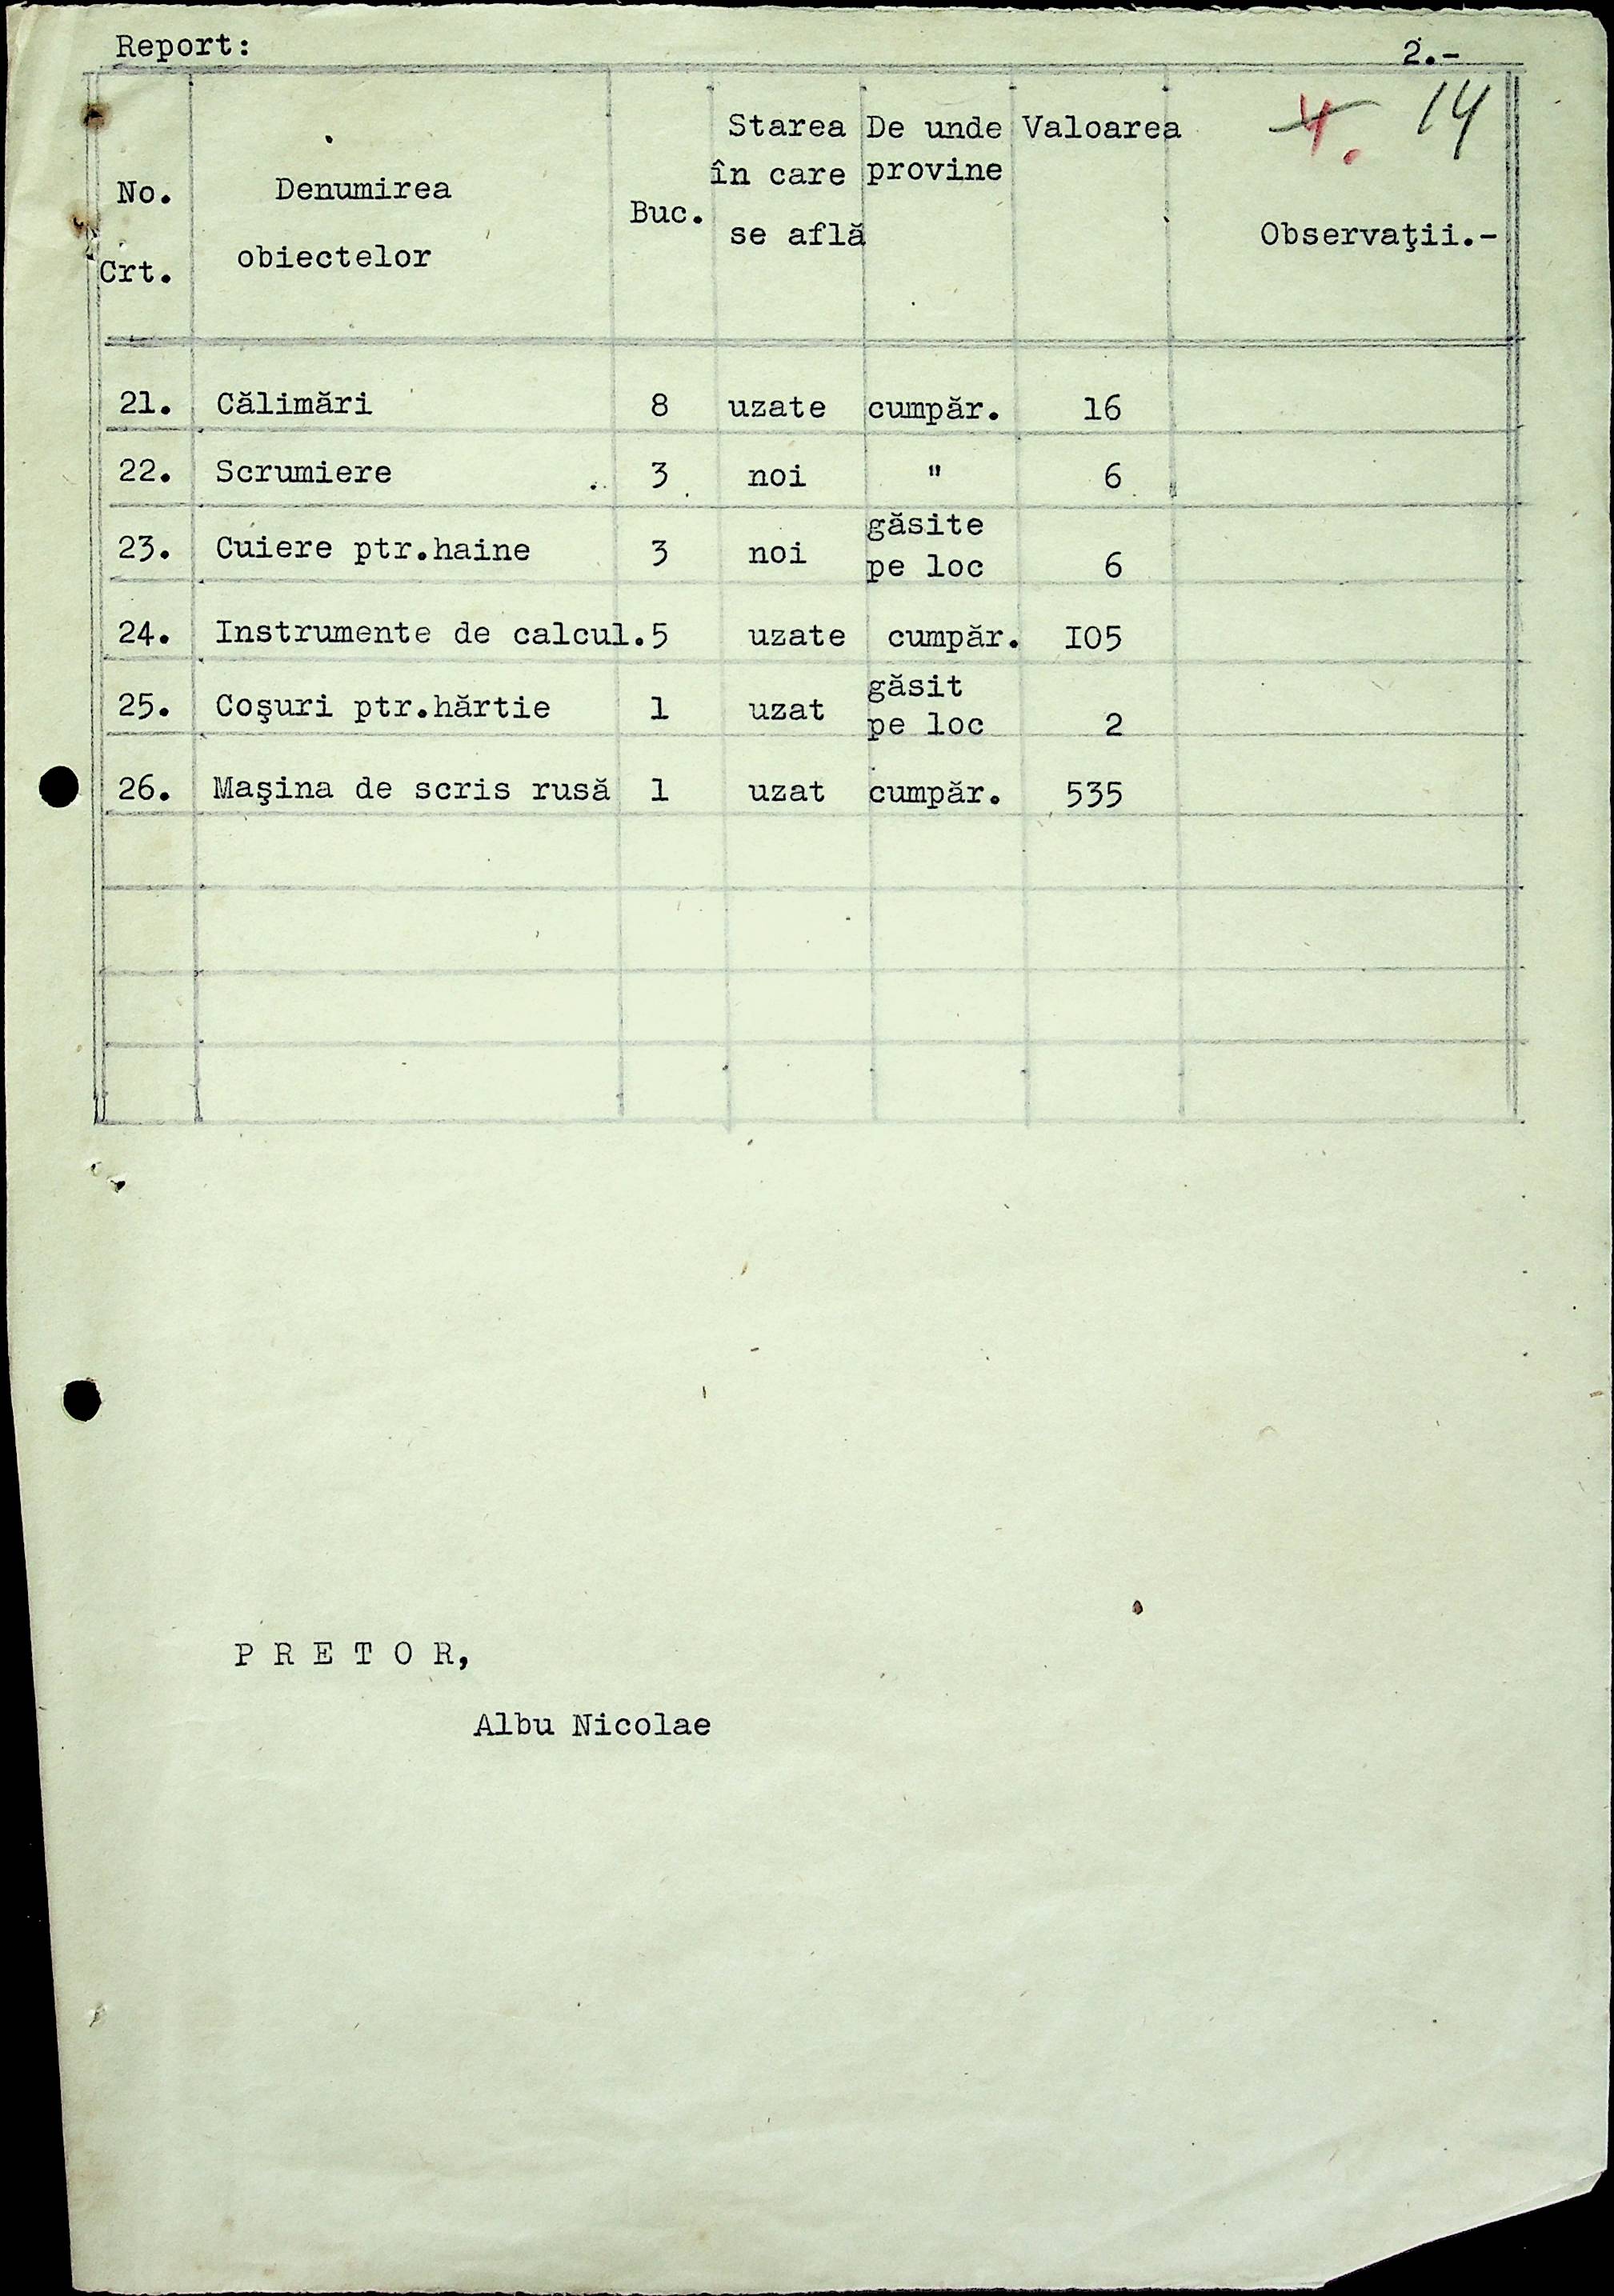 Report:
2.-
4. 14
No. Crt.
Denumirea obiectelor
Buc.
Starea în care se află
De unde provine
Valoarea
Observaţii.-
21. Călimări 8 uzate cumpăr. 16
22. Scrumiere 3 noi " 6
23. Cuiere ptr.haine 3 noi găsite pe loc 6
24. Instrumente de calcul. 5 uzate cumpăr. I05
25. Coşuri ptr.hărtie 1 uzat găsit pe loc 2
26. Maşina de scris rusă 1 uzat cumpăr. 535
P R E T O R,
Albu Nicolae